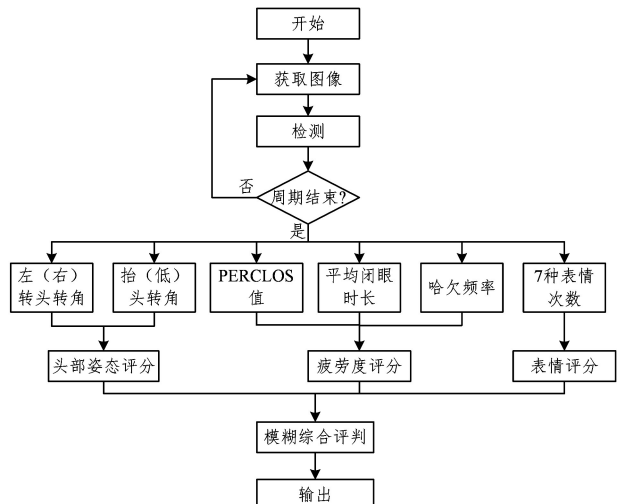 开始
获取图像
检测
否
周期结束?
是
左（右）
转头转角
抬（低）
头转角
PERCLOS
值
平均闭眼
时长
哈欠频率
7种表情
次数
头部姿态评分
疲劳度评分
表情评分
模糊综合评判
输出